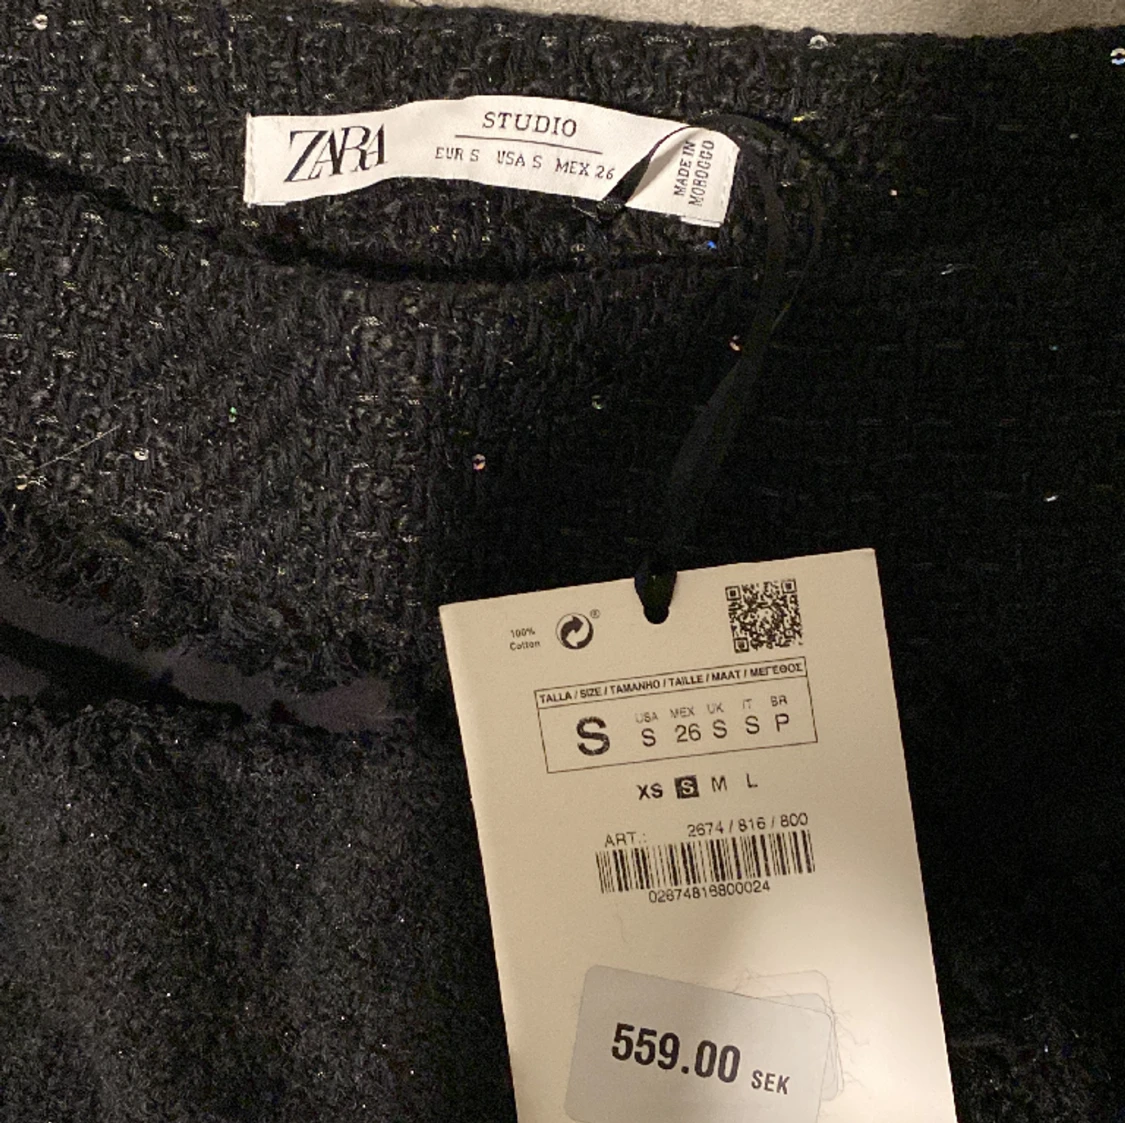 ZARA
STUDIO
EUR S USA S MEX 26
MADE IN
MOROCCO
100%
Cotton
®
TALLA / SIZE / TAMANHO / TAILLE / MAAT / ΜΕΓΕΘΟΣ
USA MEX UK IT BR
S S 26 S S P
XS S M L
ART.: 2674 / 816 / 800
02674816800024
559.00 SEK